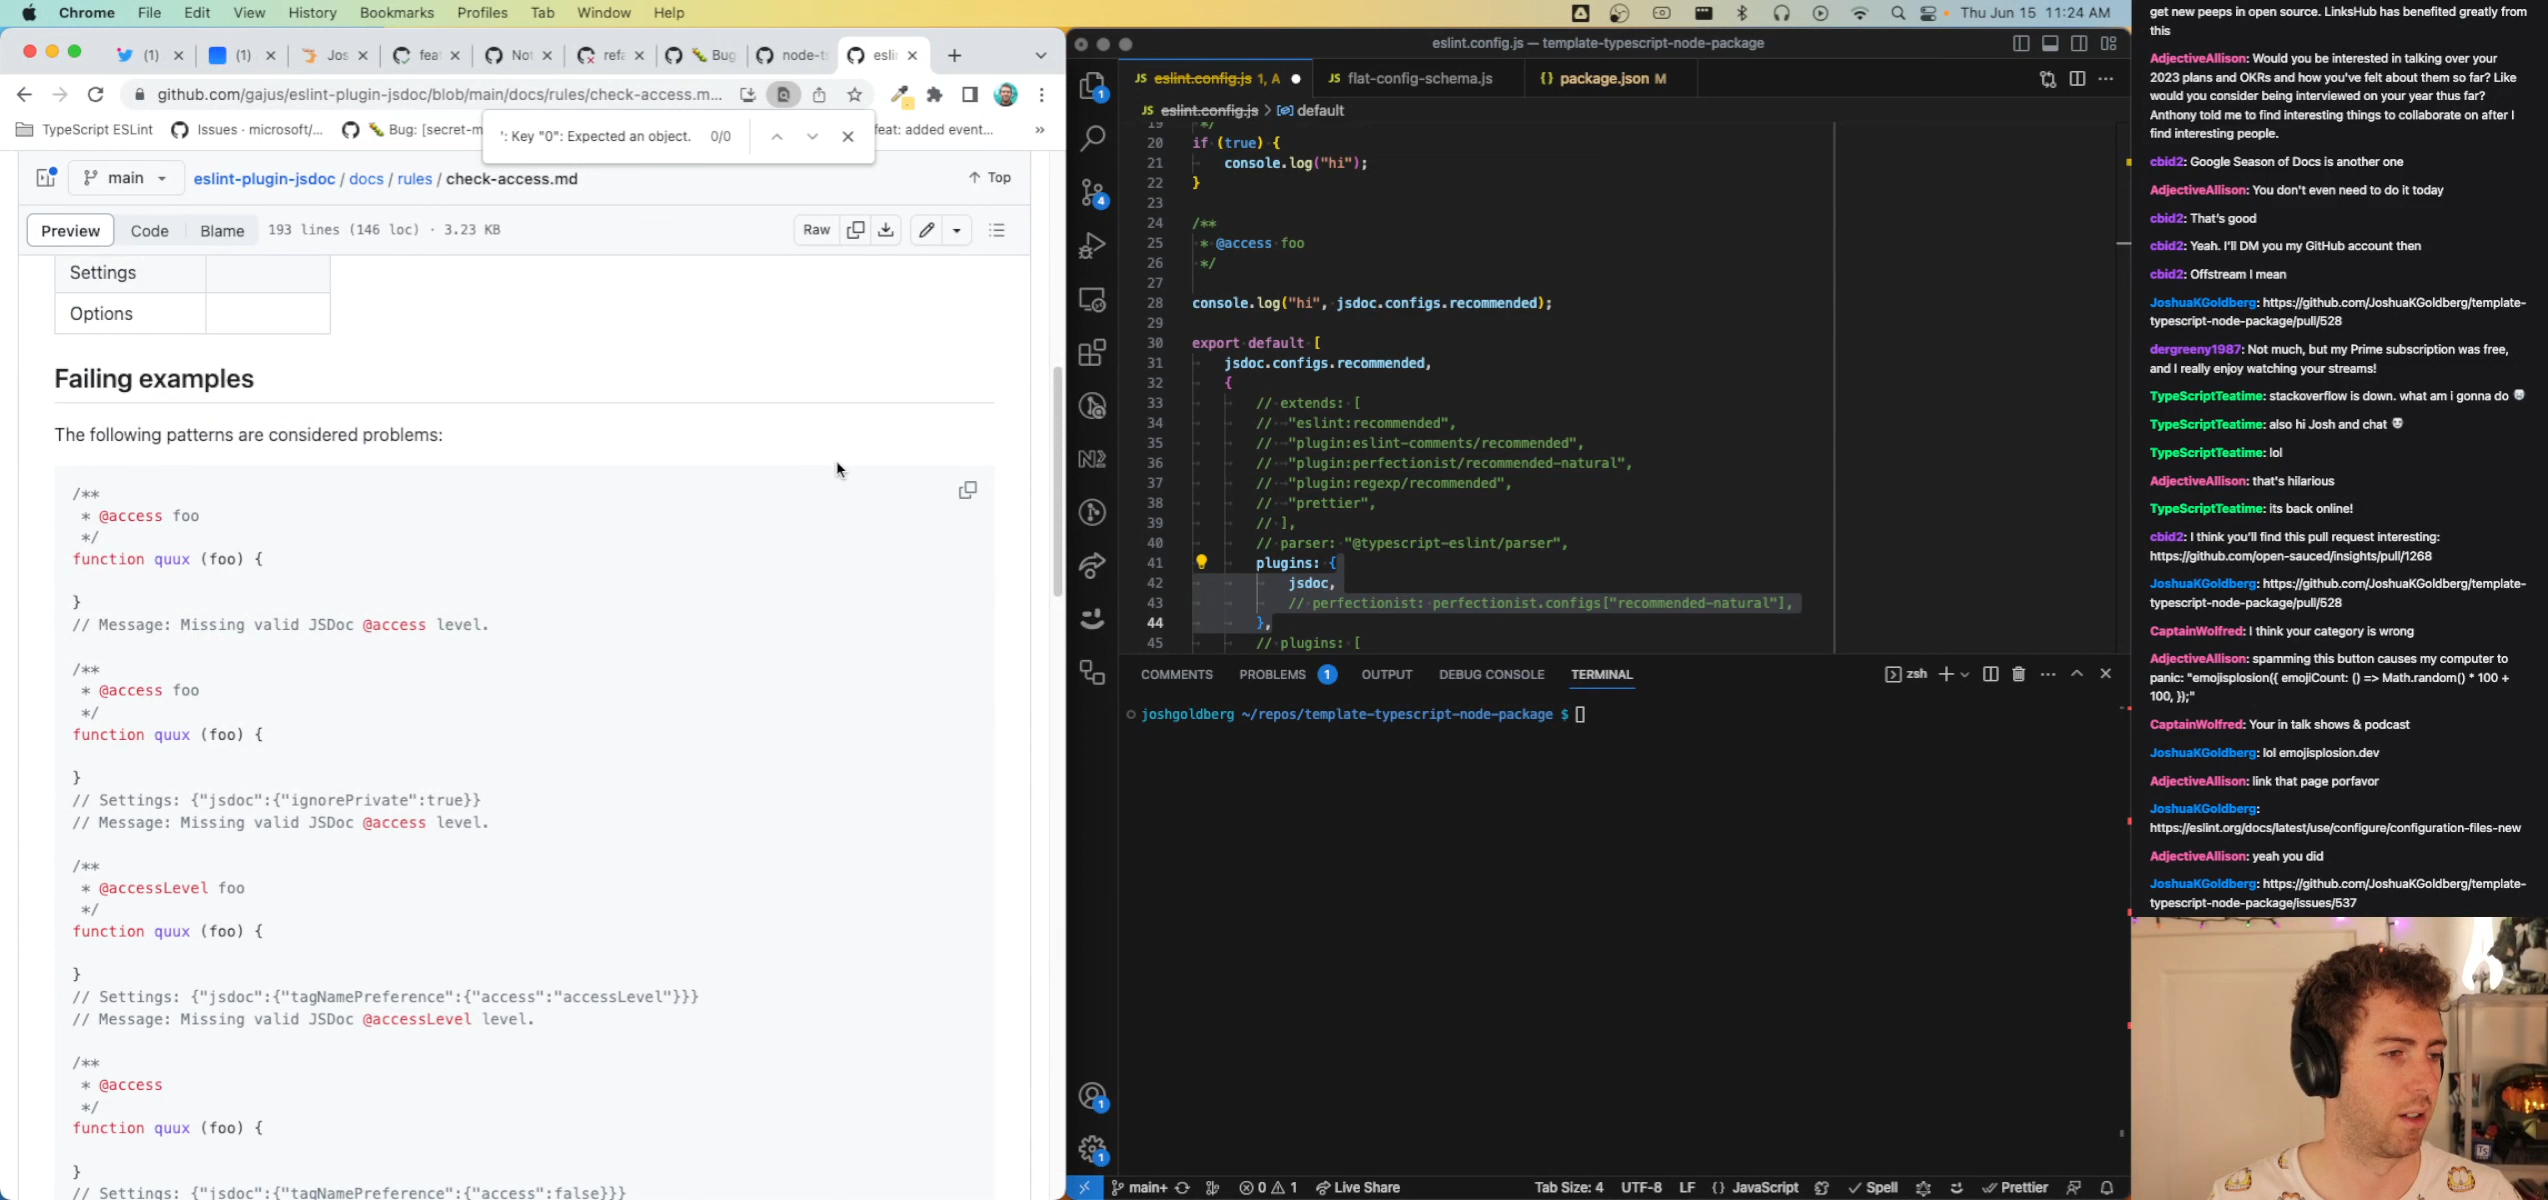 Chrome File Edit View History Bookmarks Profiles Tab Window Help
Thu Jun 15 11:24 AM
(1) (1) Jos feat Not refa Bug node-t eslin
github.com/gajus/eslint-plugin-jsdoc/blob/main/docs/rules/check-access.m...
TypeScript ESLint Issues · microsoft/... Bug: [secret-m feat: added event... »
': Key "0": Expected an object. 0/0
main eslint-plugin-jsdoc / docs / rules / check-access.md Top
Preview Code Blame 193 lines (146 loc) · 3.23 KB Raw
Settings
Options
Failing examples
The following patterns are considered problems:
/**
* @access foo
*/
function quux (foo) {
}
// Message: Missing valid JSDoc @access level.
/**
* @access foo
*/
function quux (foo) {
}
// Settings: {"jsdoc":{"ignorePrivate":true}}
// Message: Missing valid JSDoc @access level.
/**
* @accessLevel foo
*/
function quux (foo) {
}
// Settings: {"jsdoc":{"tagNamePreference":{"access":"accessLevel"}}}
// Message: Missing valid JSDoc @accessLevel level.
/**
* @access
*/
function quux (foo) {
}
// Settings: {"jsdoc":{"tagNamePreference":{"access":false}}}
eslint.config.js — template-typescript-node-package
JS eslint.config.js 1, A JS flat-config-schema.js {} package.json M
JS eslint.config.js > default
19 */
20 if (true) {
21 console.log("hi");
22 }
23
24 /**
25 * @access foo
26 */
27
28 console.log("hi", jsdoc.configs.recommended);
29
30 export default [
31 jsdoc.configs.recommended,
32 {
33 // extends: [
34 // "eslint:recommended",
35 // "plugin:eslint-comments/recommended",
36 // "plugin:perfectionist/recommended-natural",
37 // "plugin:regexp/recommended",
38 // "prettier",
39 // ],
40 // parser: "@typescript-eslint/parser",
41 plugins: {
42 jsdoc,
43 // perfectionist: perfectionist.configs["recommended-natural"],
44 },
45 // plugins: [
COMMENTS PROBLEMS 1 OUTPUT DEBUG CONSOLE TERMINAL zsh
joshgoldberg ~/repos/template-typescript-node-package $
main+ 0 1 Live Share Tab Size: 4 UTF-8 LF {} JavaScript Spell Prettier
get new peeps in open source. LinksHub has benefited greatly from
this
AdjectiveAllison: Would you be interested in talking over your
2023 plans and OKRs and how you've felt about them so far? Like
would you consider being interviewed on your year thus far?
Anthony told me to find interesting things to collaborate on after I
find interesting people.
cbid2: Google Season of Docs is another one
AdjectiveAllison: You don't even need to do it today
cbid2: That's good
cbid2: Yeah. I'll DM you my GitHub account then
cbid2: Offstream I mean
JoshuaKGoldberg: https://github.com/JoshuaKGoldberg/template-
typescript-node-package/pull/528
dergreeny1987: Not much, but my Prime subscription was free,
and I really enjoy watching your streams!
TypeScriptTeatime: stackoverflow is down. what am i gonna do
TypeScriptTeatime: also hi Josh and chat
TypeScriptTeatime: lol
AdjectiveAllison: that's hilarious
TypeScriptTeatime: its back online!
cbid2: I think you'll find this pull request interesting:
https://github.com/open-sauced/insights/pull/1268
JoshuaKGoldberg: https://github.com/JoshuaKGoldberg/template-
typescript-node-package/pull/528
CaptainWolfred: I think your category is wrong
AdjectiveAllison: spamming this button causes my computer to
panic: "emojisplosion({ emojiCount: () => Math.random() * 100 +
100, });"
CaptainWolfred: Your in talk shows & podcast
JoshuaKGoldberg: lol emojisplosion.dev
AdjectiveAllison: link that page porfavor
JoshuaKGoldberg:
https://eslint.org/docs/latest/use/configure/configuration-files-new
AdjectiveAllison: yeah you did
JoshuaKGoldberg: https://github.com/JoshuaKGoldberg/template-
typescript-node-package/issues/537